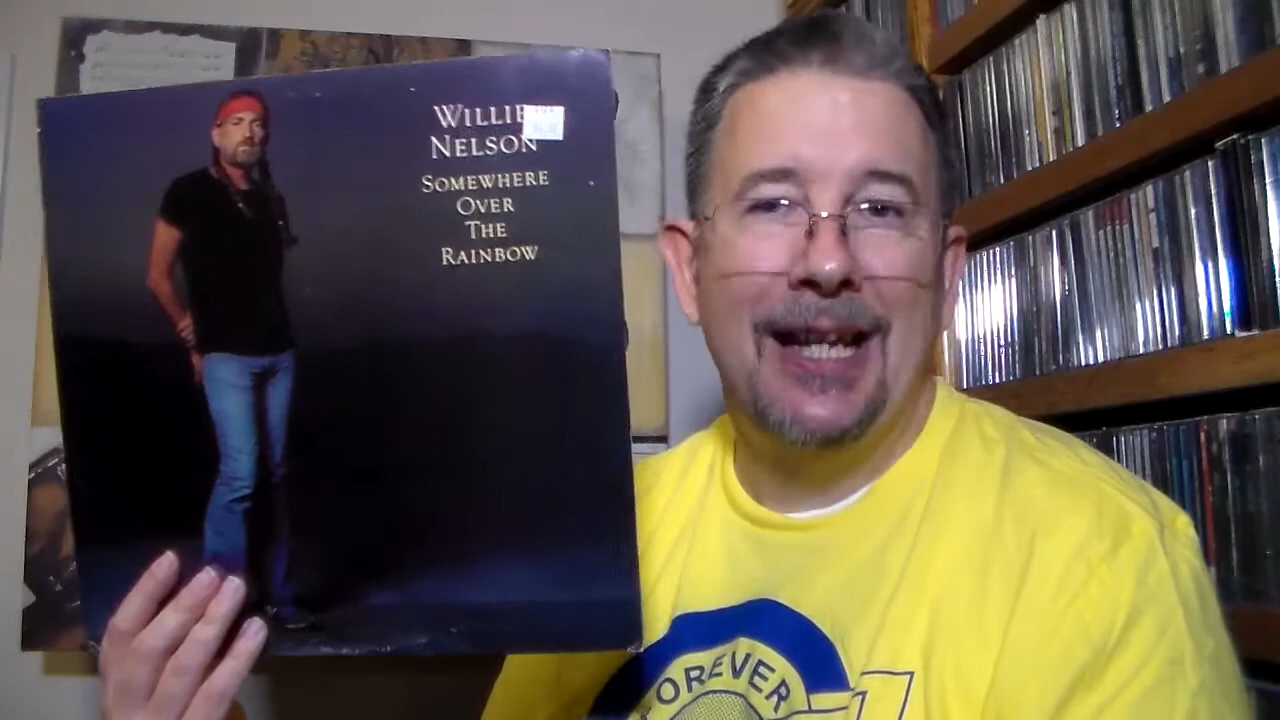 WILLIE
NELSON
SOMEWHERE
OVER
THE
RAINBOW
FOREVER